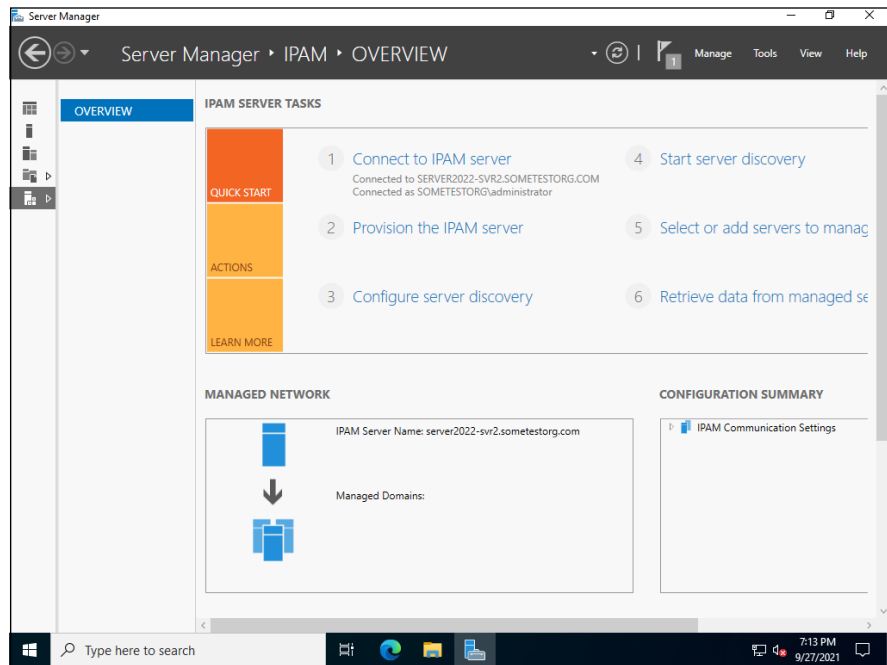 Server Manager
Server Manager ‣ IPAM ‣ OVERVIEW
1
Manage
Tools
View
Help
OVERVIEW
IPAM SERVER TASKS
QUICK START
ACTIONS
LEARN MORE
1 Connect to IPAM server
Connected to SERVER2022-SVR2.SOMETESTORG.COM
Connected as SOMETESTORG\administrator
2 Provision the IPAM server
3 Configure server discovery
4 Start server discovery
5 Select or add servers to manag
6 Retrieve data from managed se
MANAGED NETWORK
IPAM Server Name: server2022-svr2.sometestorg.com
Managed Domains:
CONFIGURATION SUMMARY
IPAM Communication Settings
Type here to search
7:13 PM
9/27/2021